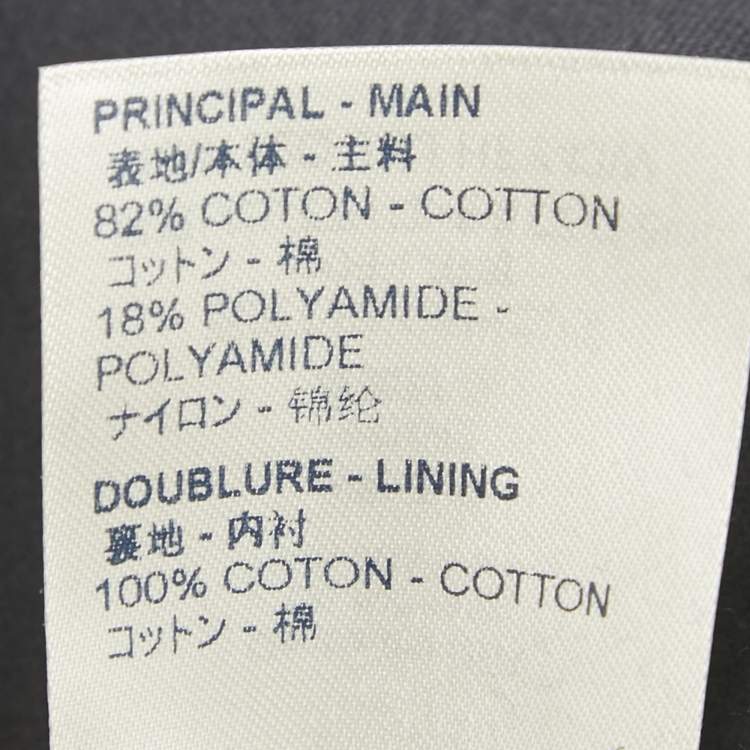 PRINCIPAL - MAIN
表地/本体 - 主料
82% COTON - COTTON
コットン - 棉
18% POLYAMIDE -
POLYAMIDE
ナイロン - 锦纶
DOUBLURE - LINING
裏地 - 内衬
100% COTON - COTTON
コットン - 棉